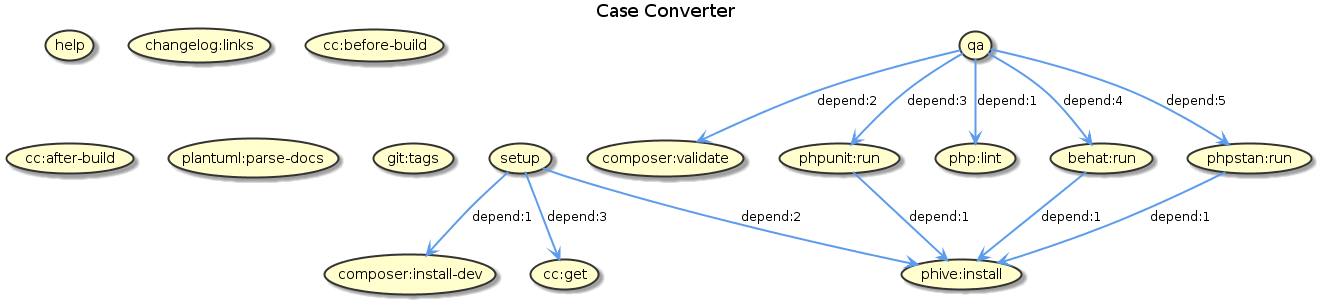 Case Converter
help
changelog:links
cc:before-build
qa
depend:2
depend:3
depend:1
depend:4
depend:5
cc:after-build
plantuml:parse-docs
git:tags
setup
composer:validate
phpunit:run
php:lint
behat:run
phpstan:run
depend:1
depend:3
depend:2
depend:1
depend:1
depend:1
composer:install-dev
cc:get
phive:install